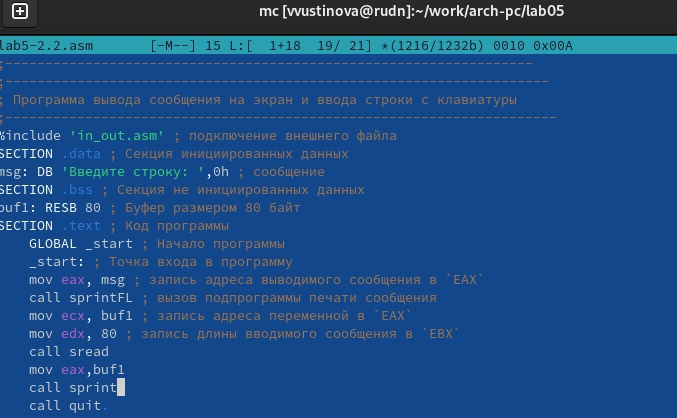 mc [vvustinova@rudn]:~/work/arch-pc/lab05
lab5-2.2.asm [-M--] 15 L:[ 1+18 19/ 21] *(1216/1232b) 0010 0x00A
;------------------------------------------------------------------
;--------------------------------------------------------------------
; Программа вывода сообщения на экран и ввода строки с клавиатуры
;---------------------------------------------------------------------
%include 'in_out.asm' ; подключение внешнего файла
SECTION .data ; Секция инициированных данных
msg: DB 'Введите строку: ',0h ; сообщение
SECTION .bss ; Секция не инициированных данных
buf1: RESB 80 ; Буфер размером 80 байт
SECTION .text ; Код программы
GLOBAL _start ; Начало программы
_start: ; Точка входа в программу
mov eax, msg ; запись адреса выводимого сообщения в `EAX`
call sprintFL ; вызов подпрограммы печати сообщения
mov ecx, buf1 ; запись адреса переменной в `EAX`
mov edx, 80 ; запись длины вводимого сообщения в `EBX`
call sread
mov eax,buf1
call sprint
call quit.